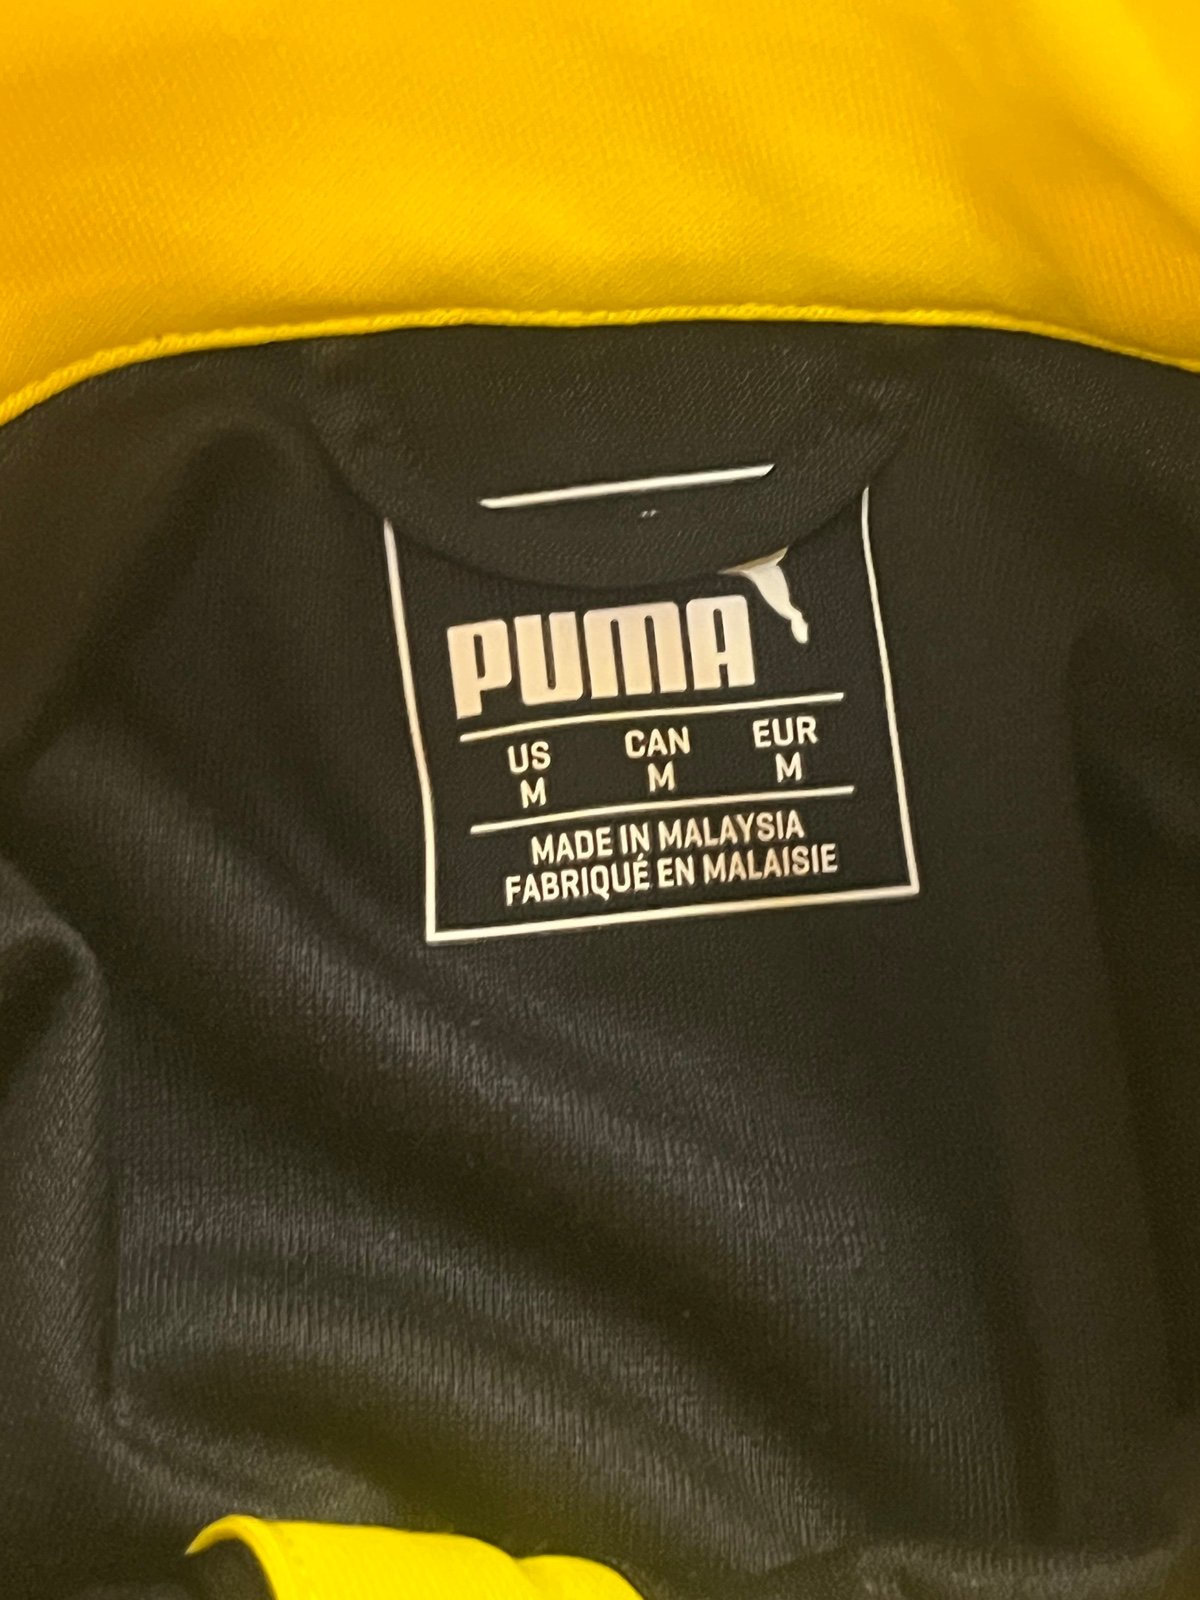 PUMA
US CAN EUR
M M M
MADE IN MALAYSIA
FABRIQUÉ EN MALAISIE